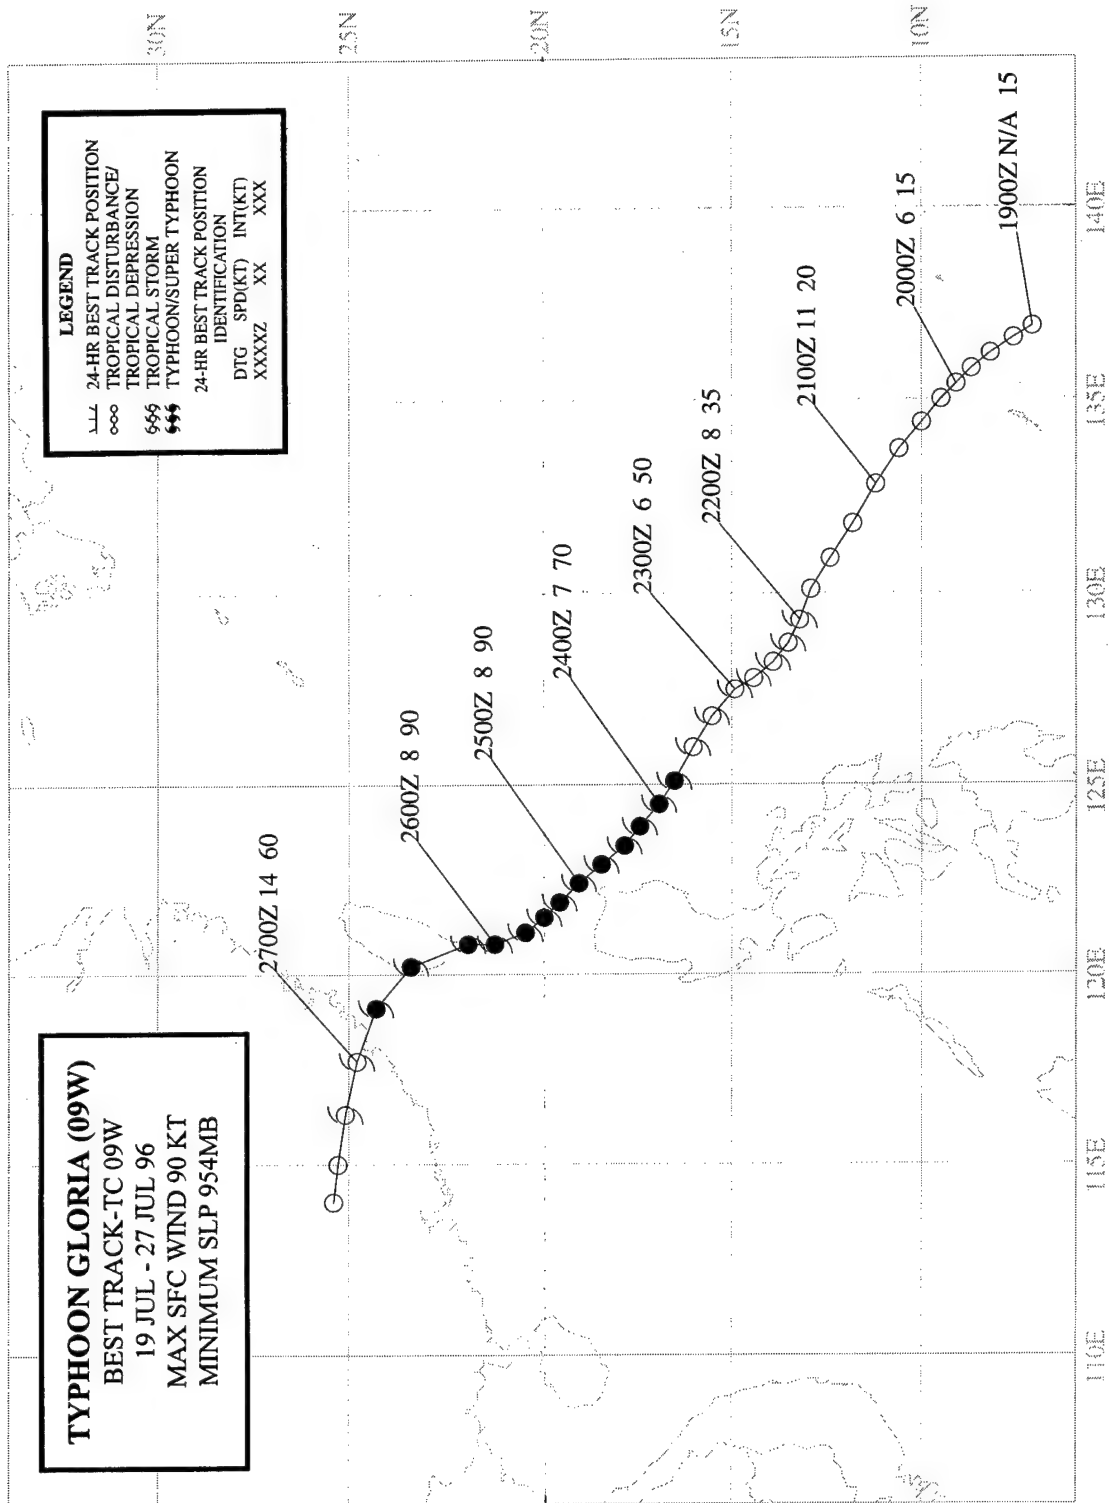 TYPHOON GLORIA (09W)
BEST TRACK-TC 09W
19 JUL - 27 JUL 96
MAX SFC WIND 90 KT
MINIMUM SLP 954MB
LEGEND
24-HR BEST TRACK POSITION
TROPICAL DISTURBANCE/
TROPICAL DEPRESSION
TROPICAL STORM
TYPHOON/SUPER TYPHOON
24-HR BEST TRACK POSITION
IDENTIFICATION
DTG SPD(KT) INT(KT)
XXXXZ XX XXX
30N
25N
20N
15N
10N
2700Z 14 60
2600Z 8 90
2500Z 8 90
2400Z 7 70
2300Z 6 50
2200Z 8 35
2100Z 11 20
2000Z 6 15
1900Z N/A 15
110E
115E
120E
125E
130E
135E
140E